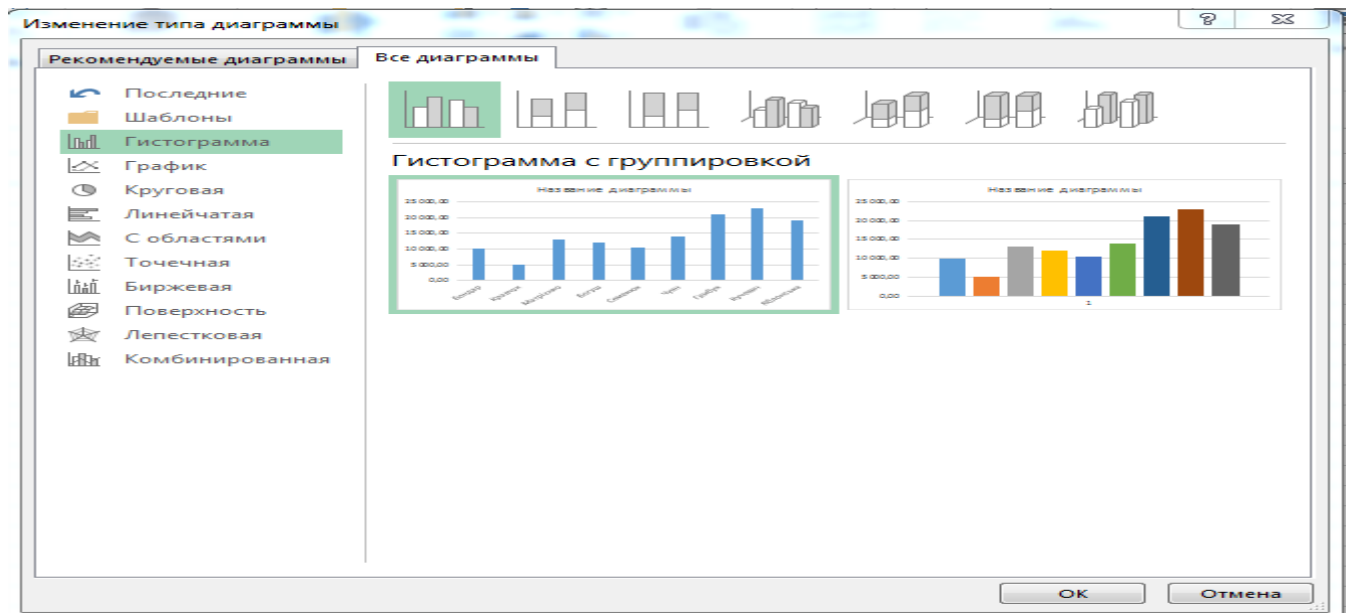 Изменение типа диаграммы
Рекомендуемые диаграммы
Все диаграммы
Последние
Шаблоны
Гистограмма
График
Круговая
Линейчатая
С областями
Точечная
Биржевая
Поверхность
Лепестковая
Комбинированная
Гистограмма с группировкой
Название диаграммы
25 000,00
20 000,00
15 000,00
10 000,00
5 000,00
0,00
Название диаграммы
25 000,00
20 000,00
15 000,00
10 000,00
5 000,00
0,00
1
ОК
Отмена